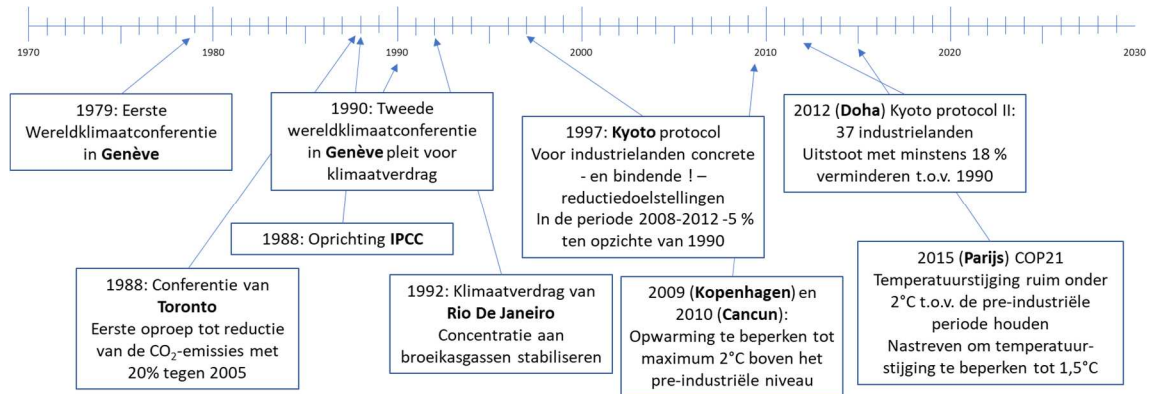 1970
1980
1990
2000
2010
2020
2030
1979: Eerste
Wereldklimaatconferentie
in Genève
1990: Tweede
wereldklimaatconferentie
in Genève pleit voor
klimaatverdrag
1988: Oprichting IPCC
1988: Conferentie van
Toronto
Eerste oproep tot reductie
van de CO₂-emissies met
20% tegen 2005
1992: Klimaatverdrag van
Rio De Janeiro
Concentratie aan
broeikasgassen stabiliseren
1997: Kyoto protocol
Voor industrielanden concrete
- en bindende ! –
reductiedoelstellingen
In de periode 2008-2012 -5 %
ten opzichte van 1990
2009 (Kopenhagen) en
2010 (Cancun):
Opwarming te beperken tot
maximum 2°C boven het
pre-industriële niveau
2012 (Doha) Kyoto protocol II:
37 industrielanden
Uitstoot met minstens 18 %
verminderen t.o.v. 1990
2015 (Parijs) COP21
Temperatuurstijging ruim onder
2°C t.o.v. de pre-industriële
periode houden
Nastreven om temperatuur-
stijging te beperken tot 1,5°C